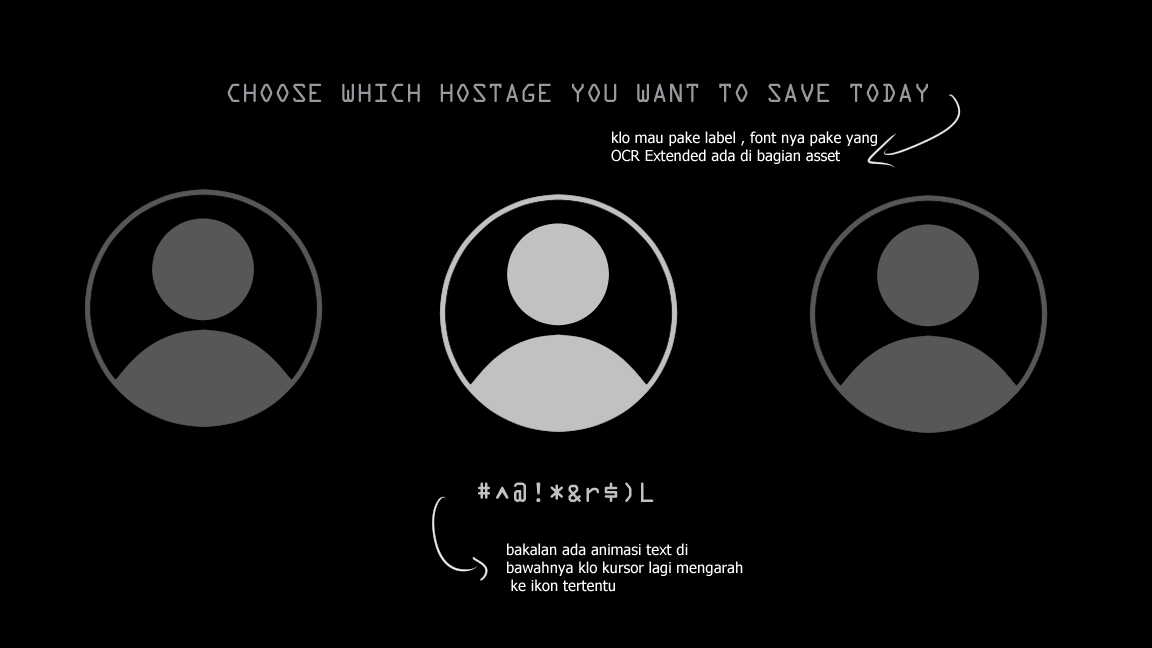 CHOOSE WHICH HOSTAGE YOU WANT TO SAVE TODAY
klo mau pake label , font nya pake yang
OCR Extended ada di bagian asset
#^@!*&r$)L
bakalan ada animasi text di
bawahnya klo kursor lagi mengarah
ke ikon tertentu